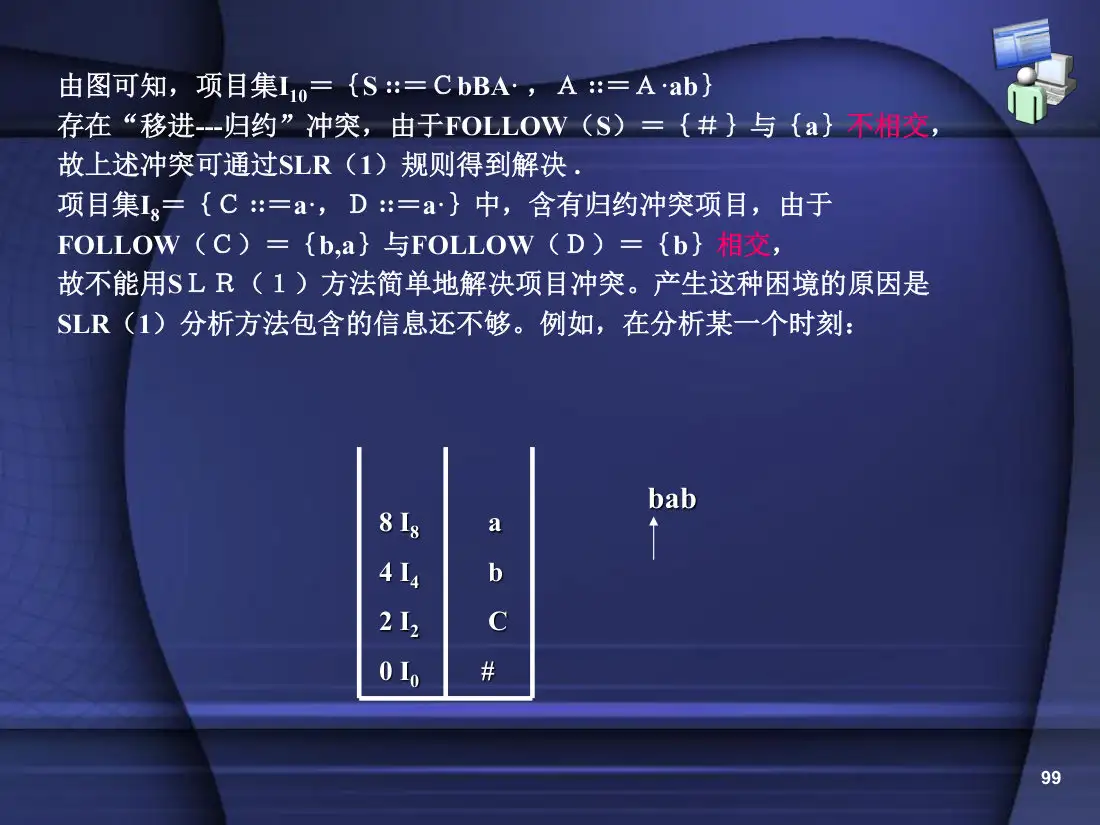 由图可知，项目集I10＝｛S ::＝ＣbBA· ，Ａ ::＝Ａ·ab｝
存在“移进---归约”冲突，由于FOLLOW（S）＝｛＃｝与｛a｝不相交，
故上述冲突可通过SLR（1）规则得到解决 .
项目集I8＝｛Ｃ ::＝a·，Ｄ ::＝a·｝中，含有归约冲突项目，由于
FOLLOW（Ｃ）＝｛b,a｝与FOLLOW（Ｄ）＝｛b｝相交，
故不能用SＬＲ（１）方法简单地解决项目冲突。产生这种困境的原因是
SLR（1）分析方法包含的信息还不够。例如，在分析某一个时刻：
bab
8 I8 a
4 I4 b
2 I2 C
0 I0 #
99